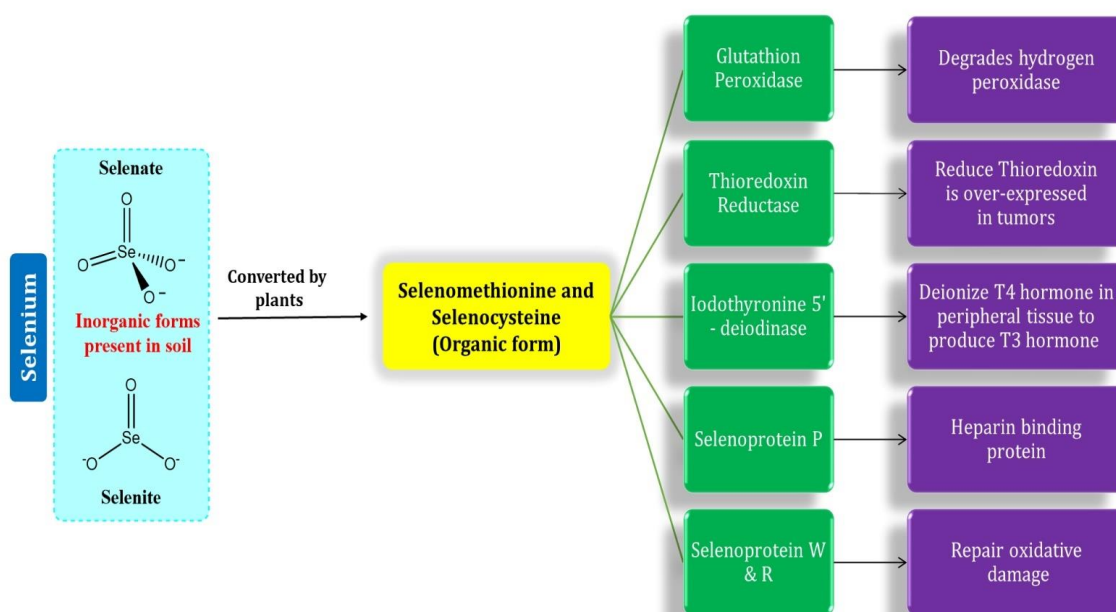 Selenium
Selenate
O
O
Se
O⁻
O⁻
Inorganic forms
present in soil
O
Se
⁻O
O⁻
Selenite
Converted by
plants
Selenomethionine and
Selenocysteine
(Organic form)
Glutathion
Peroxidase
Degrades hydrogen
peroxidase
Thioredoxin
Reductase
Reduce Thioredoxin
is over-expressed
in tumors
Iodothyronine 5'
- deiodinase
Deionize T4 hormone in
peripheral tissue to
produce T3 hormone
Selenoprotein P
Heparin binding
protein
Selenoprotein W
& R
Repair oxidative
damage